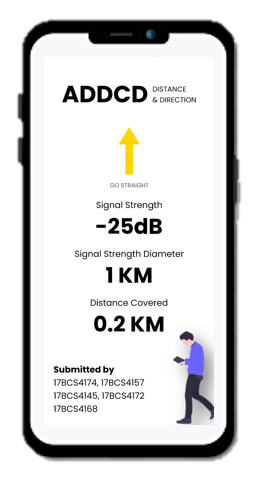 ADDCD DISTANCE
& DIRECTION
GO STRAIGHT
Signal Strength
-25dB
Signal Strength Diameter
1 KM
Distance Covered
0.2 KM
Submitted by
17BCS4174, 17BCS4157
17BCS4145, 17BCS4172
17BCS4168